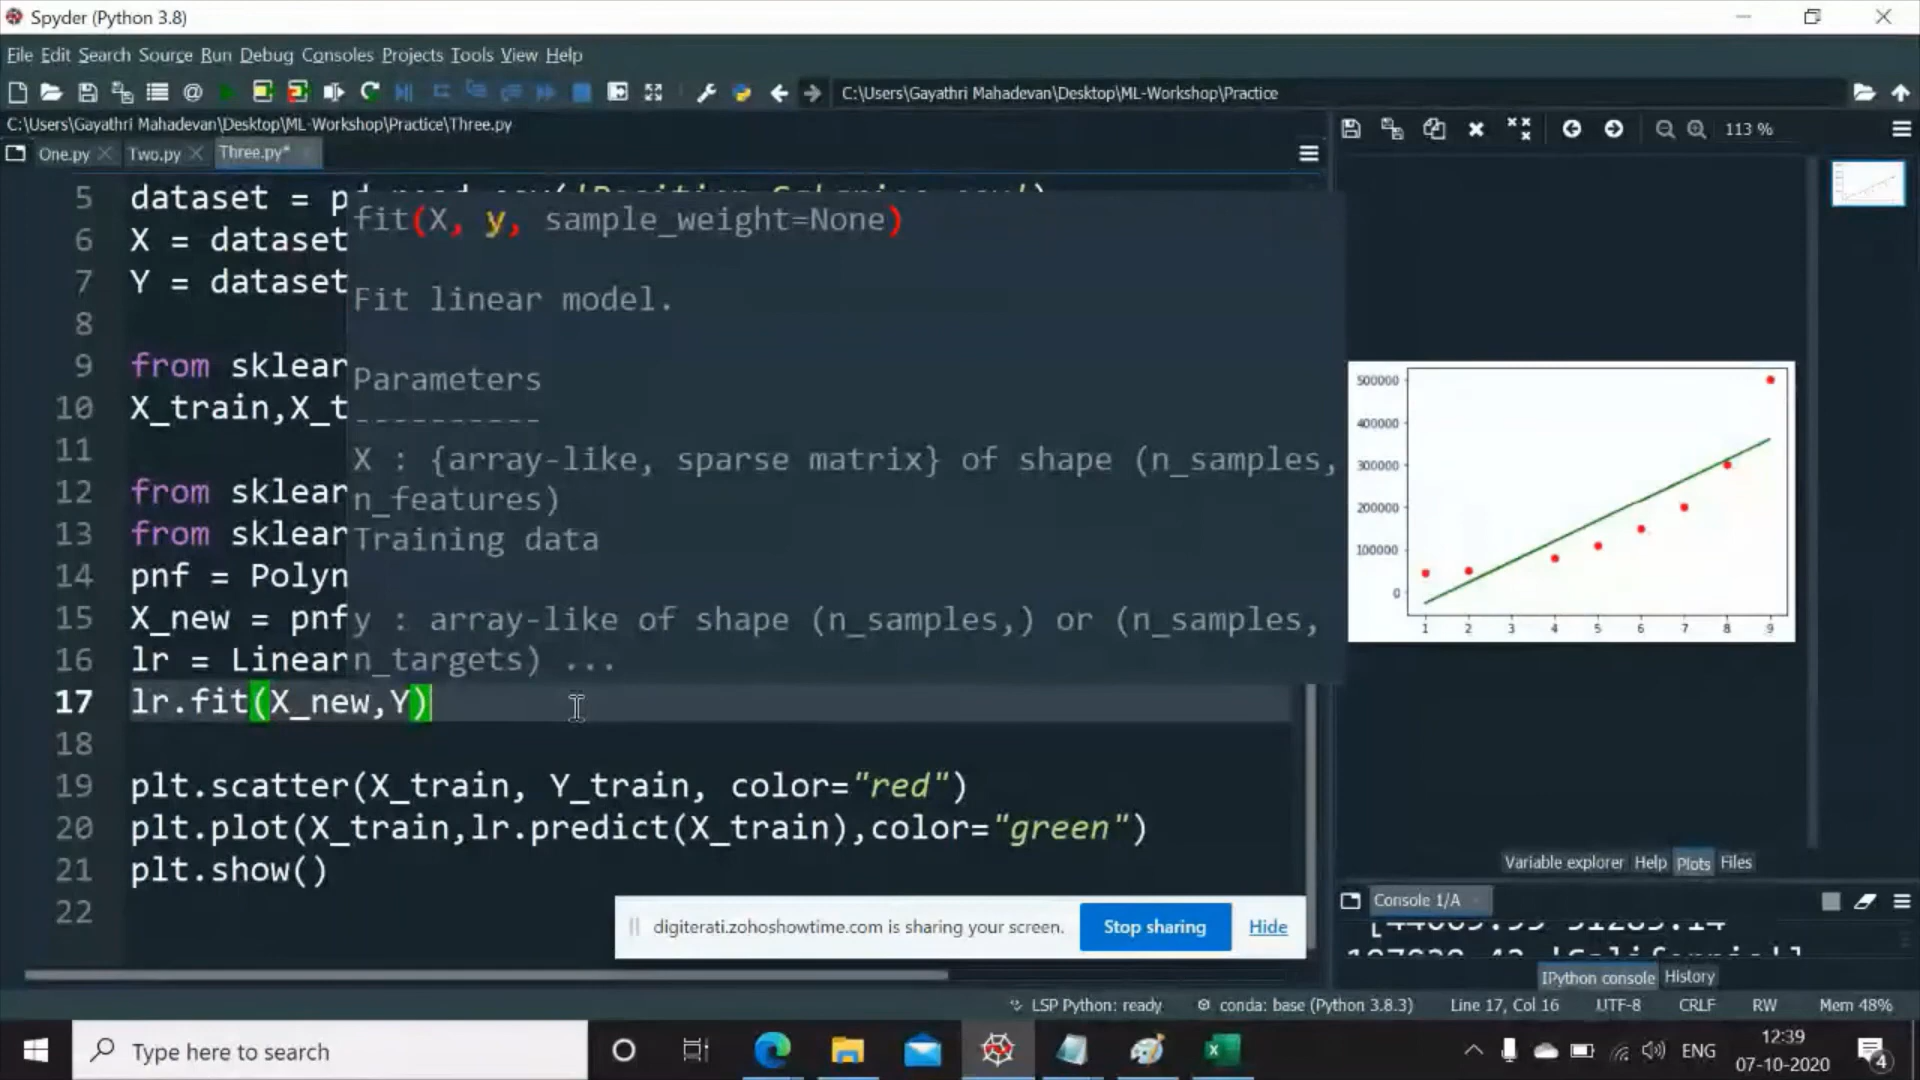 Spyder (Python 3.8)
File Edit Search Source Run Debug Consoles Projects Tools View Help
C:\Users\Gayathri Mahadevan\Desktop\ML-Workshop\Practice
C:\Users\Gayathri Mahadevan\Desktop\ML-Workshop\Practice\Three.py
One.py Two.py Three.py*
113 %
5 dataset = p
fit(X, y, sample_weight=None)
6 X = dataset
7 Y = dataset
Fit linear model.
8
9 from sklear
Parameters
----------
10 X_train,X_t
11
X : {array-like, sparse matrix} of shape (n_samples,
n_features)
12 from sklear
13 from sklear
Training data
14 pnf = Polyn
15 X_new = pnf
y : array-like of shape (n_samples,) or (n_samples,
16 lr = Linear
n_targets) ...
17 lr.fit(X_new,Y)
18
19 plt.scatter(X_train, Y_train, color="red")
20 plt.plot(X_train,lr.predict(X_train),color="green")
21 plt.show()
22
500000
400000
300000
200000
100000
0
1 2 3 4 5 6 7 8 9
Variable explorer Help Plots Files
Console 1/A
IPython console History
digiterati.zohoshowtime.com is sharing your screen. Stop sharing Hide
LSP Python: ready conda: base (Python 3.8.3) Line 17, Col 16 UTF-8 CRLF RW Mem 48%
Type here to search
ENG
12:39
07-10-2020
4